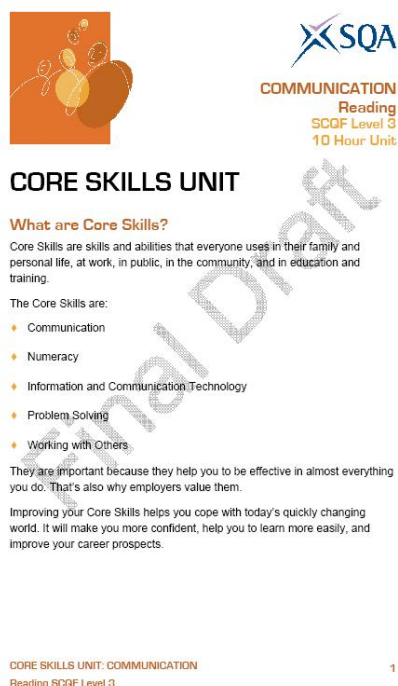 SQA
COMMUNICATION
Reading
SCQF Level 3
10 Hour Unit
CORE SKILLS UNIT
What are Core Skills?
Core Skills are skills and abilities that everyone uses in their family and
personal life, at work, in public, in the community, and in education and
training.
The Core Skills are:
♦ Communication
♦ Numeracy
♦ Information and Communication Technology
♦ Problem Solving
♦ Working with Others
They are important because they help you to be effective in almost everything
you do. That's also why employers value them.
Improving your Core Skills helps you cope with today's quickly changing
world. It will make you more confident, help you to learn more easily, and
improve your career prospects.
Final Draft
CORE SKILLS UNIT: COMMUNICATION 1
Reading SCQF Level 3